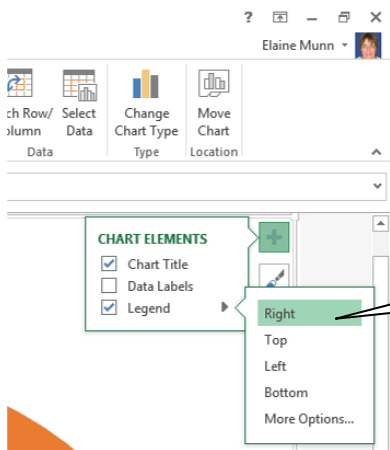 ?
Elaine Munn
ch Row/ Select Change Move
olumn Data Chart Type Chart
Data Type Location
CHART ELEMENTS
Chart Title
Data Labels
Legend
Right
Top
Left
Bottom
More Options...